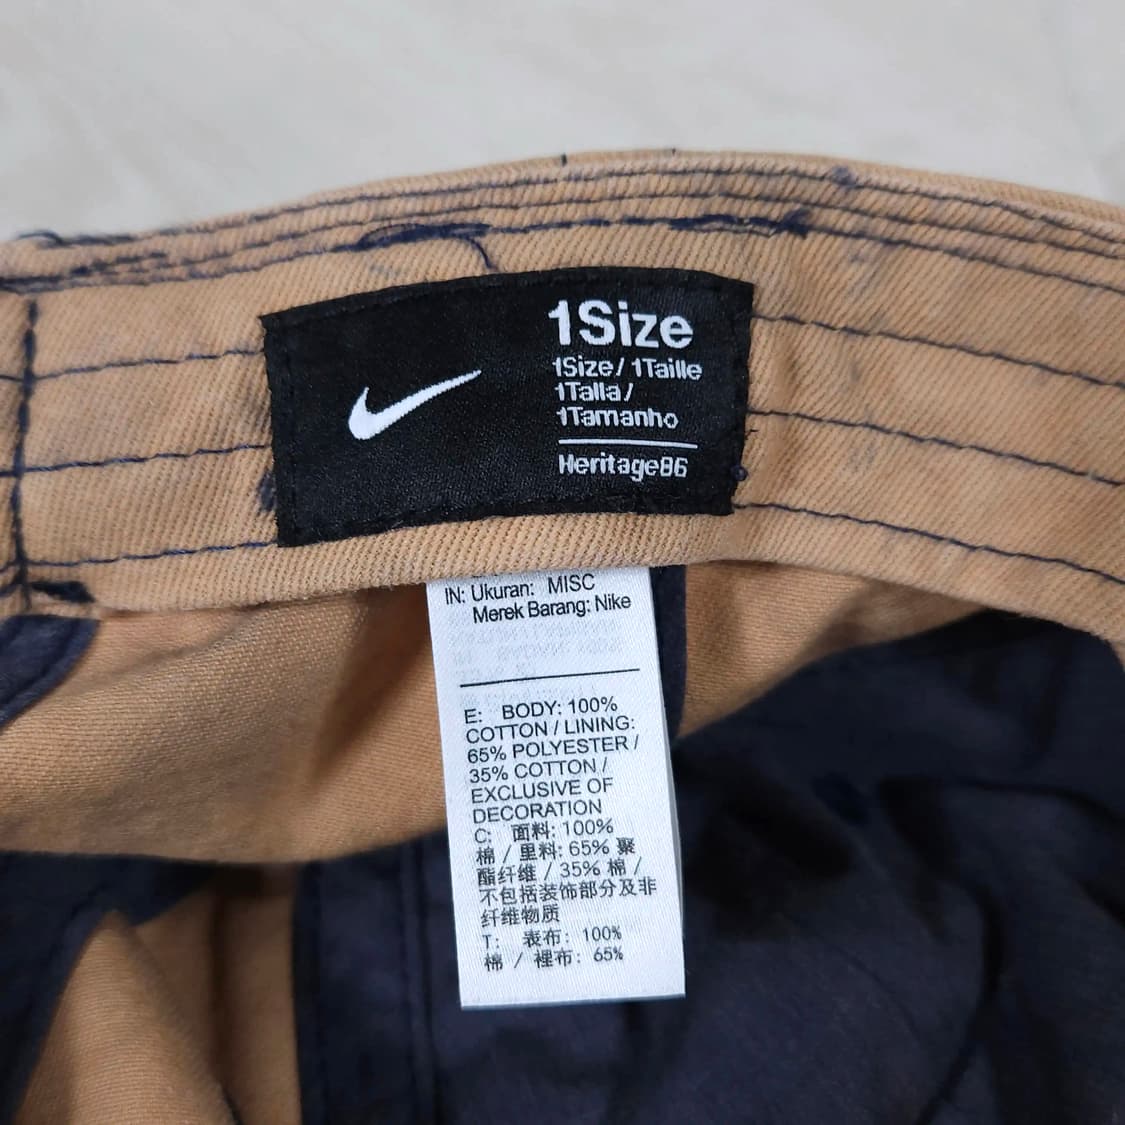 1Size
1Size/ 1Taille
1Talla/
1Tamanho
Heritage86
IN: Ukuran: MISC
Merek Barang: Nike
E: BODY: 100%
COTTON / LINING:
65% POLYESTER /
35% COTTON /
EXCLUSIVE OF
DECORATION
C: 面料: 100%
棉 / 里料: 65% 聚
酯纤维 / 35% 棉 /
不包括装饰部分及非
纤维物质
T: 表布: 100%
棉 / 裡布: 65%